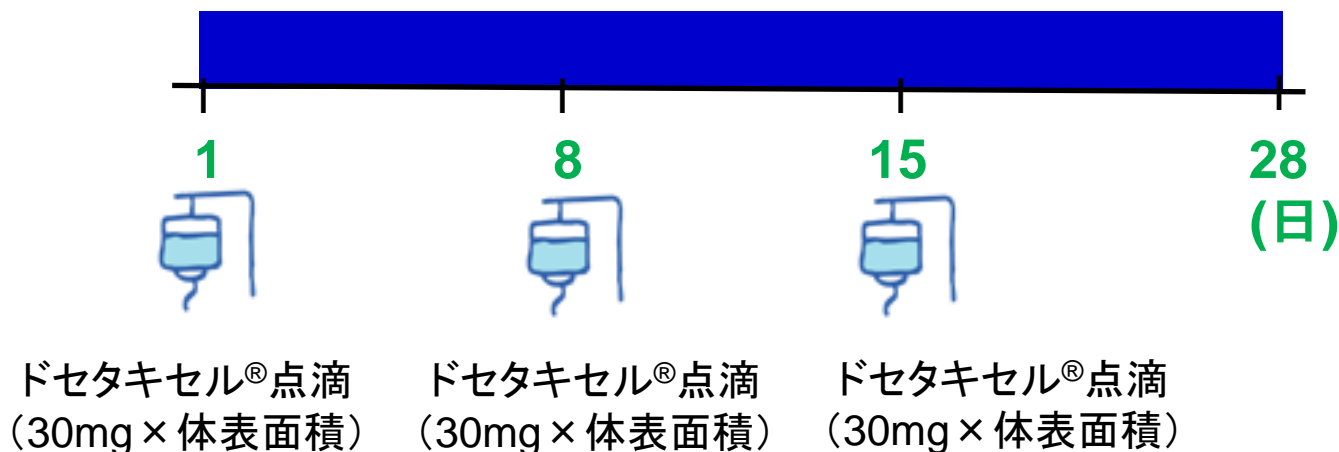 1 8 15 28
(日)
ドセタキセル®点滴 ドセタキセル®点滴 ドセタキセル®点滴
（30mg×体表面積） （30mg×体表面積） （30mg×体表面積）